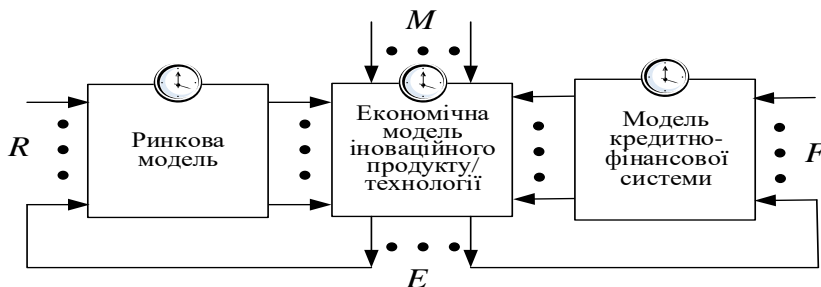 M
R
Ринкова
модель
Економічна
модель
іноваційного
продукту/
технології
Модель
кредитно-
фінансової
системи
F
E